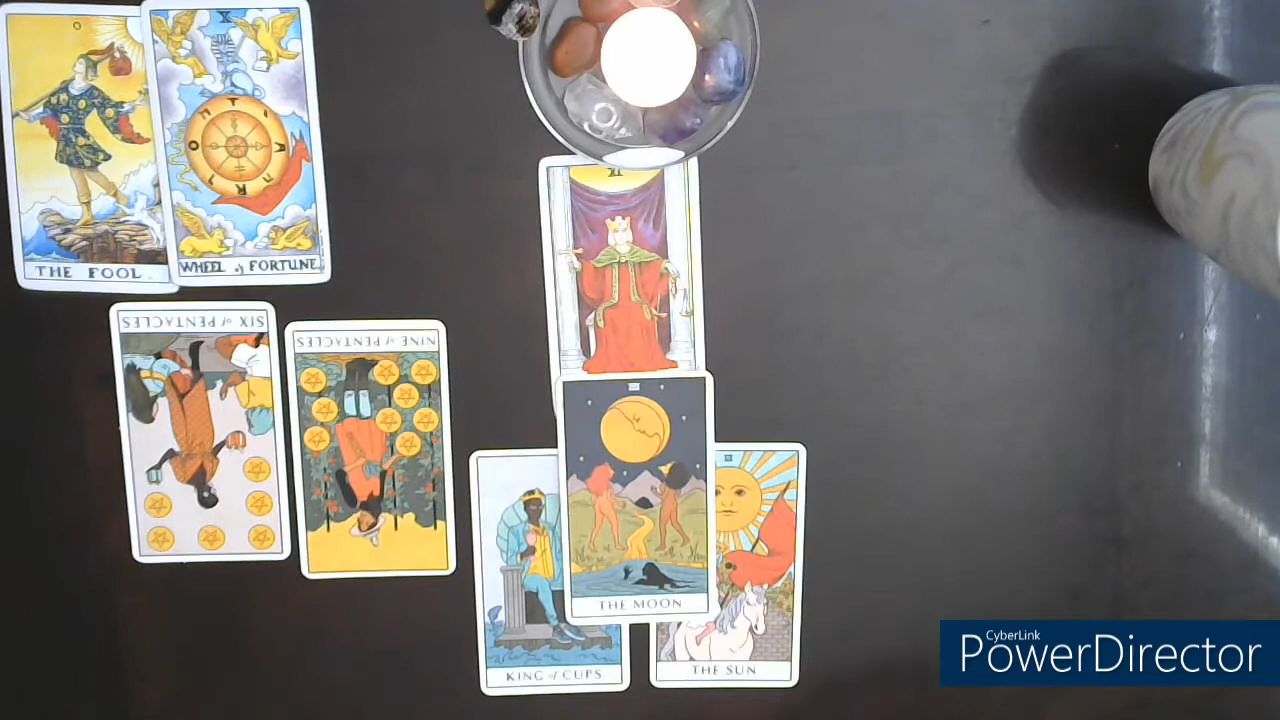 0
X
THE FOOL.
WHEEL of FORTUNE.
SIX of PENTACLES
NINE of PENTACLES
THE MOON
KING of CUPS
THE SUN
CyberLink
PowerDirector